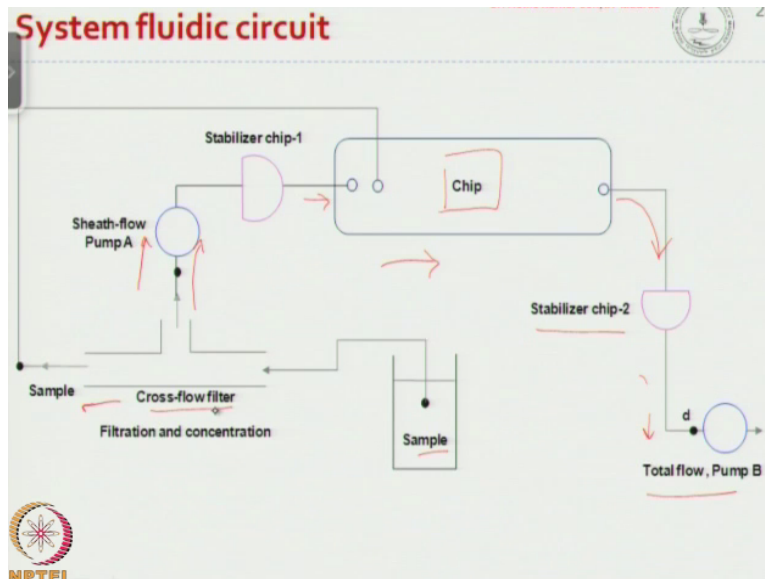 System fluidic circuit
Stabilizer chip-1
Chip
Sheath-flow
Pump A
Stabilizer chip-2
Sample
Cross-flow filter
Filtration and concentration
Sample
d
Total flow, Pump B
NPTEL